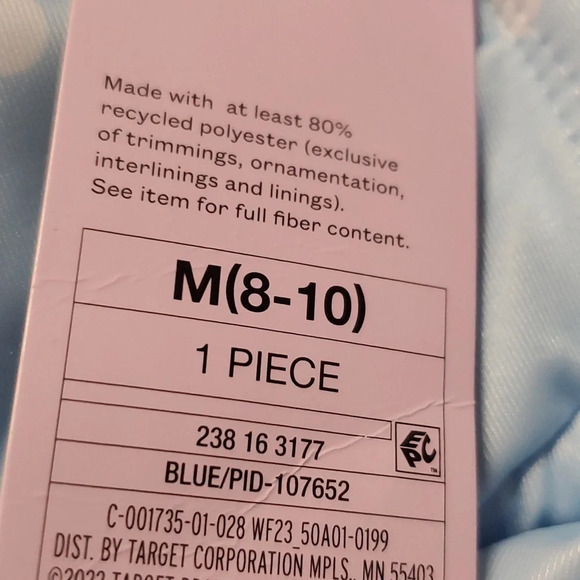 Made with at least 80%
recycled polyester (exclusive
of trimmings, ornamentation,
interlinings and linings).
See item for full fiber content.
M(8-10)
1 PIECE
238 16 3177
EPC™
BLUE/PID-107652
C-001735-01-028 WF23_50A01-0199
DIST. BY TARGET CORPORATION MPLS., MN 55403
TARGET